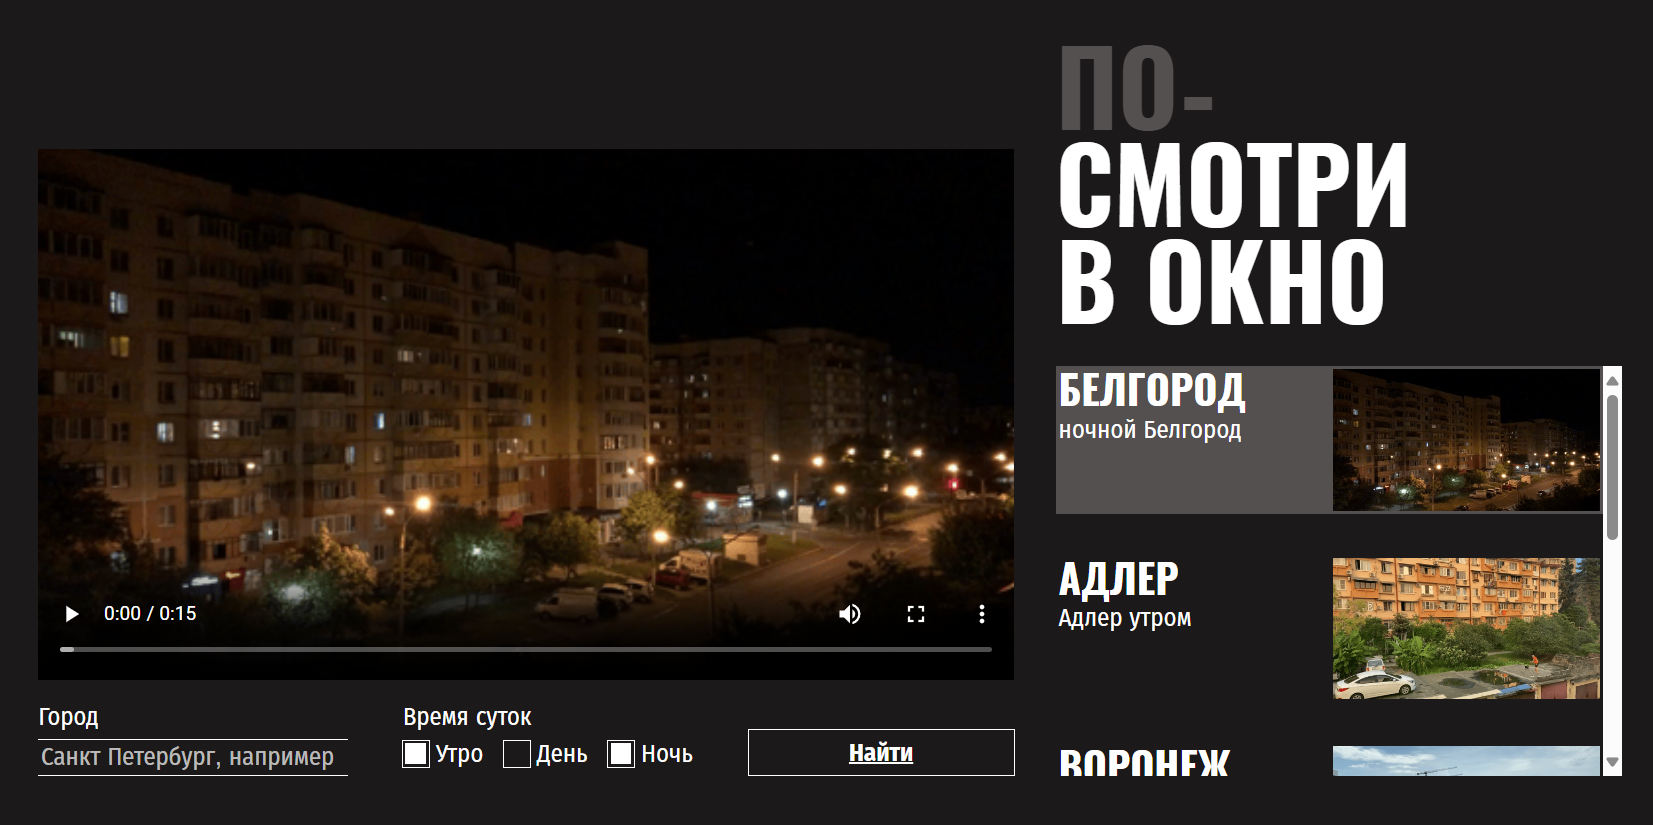 ПО-
СМОТРИ
В ОКНО
0:00 / 0:15
Город
Санкт Петербург, например
Время суток
Утро
День
Ночь
Найти
БЕЛГОРОД
ночной Белгород
АДЛЕР
Адлер утром
ВОРОНЕЖ